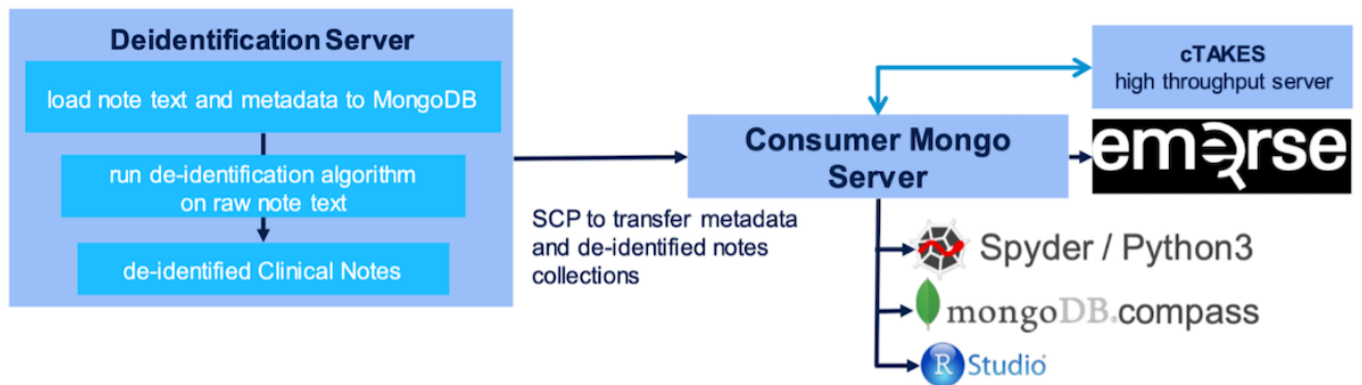 Deidentification Server
load note text and metadata to MongoDB
run de-identification algorithm
on raw note text
de-identified Clinical Notes
SCP to transfer metadata
and de-identified notes
collections
Consumer Mongo
Server
cTAKES
high throughput server
emerse
Spyder / Python3
mongoDB.compass
R Studio